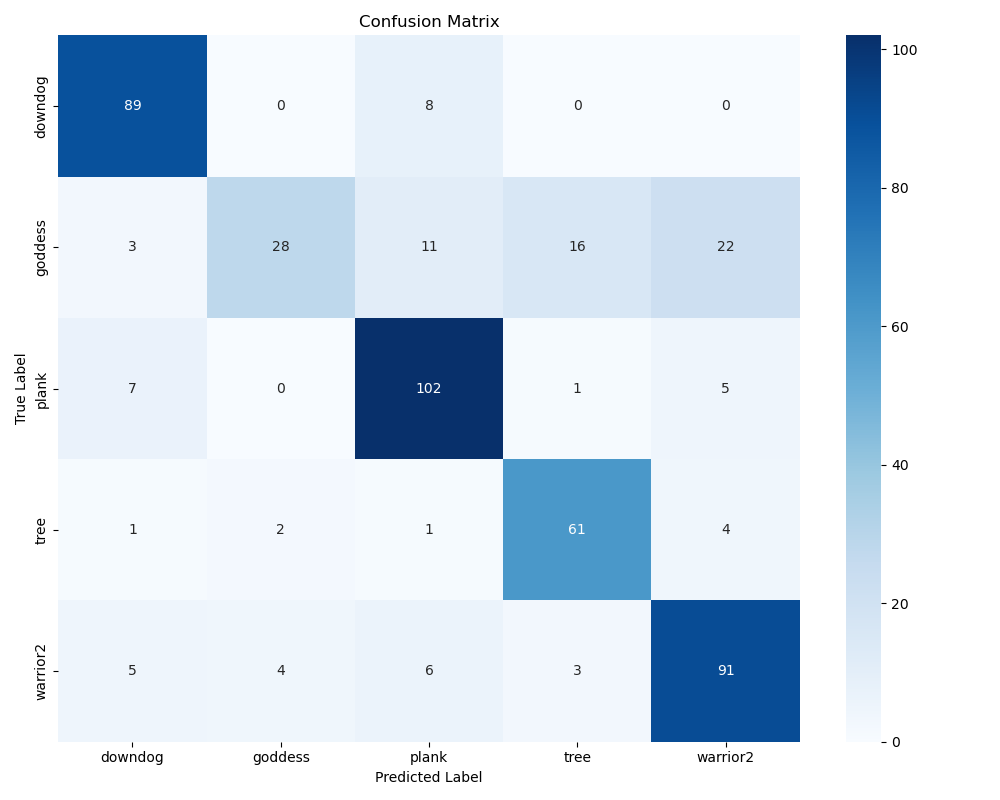 Confusion Matrix
True Label
downdog 89 0 8 0 0
goddess 3 28 11 16 22
plank 7 0 102 1 5
tree 1 2 1 61 4
warrior2 5 4 6 3 91
downdog goddess plank tree warrior2
Predicted Label
100
80
60
40
20
0